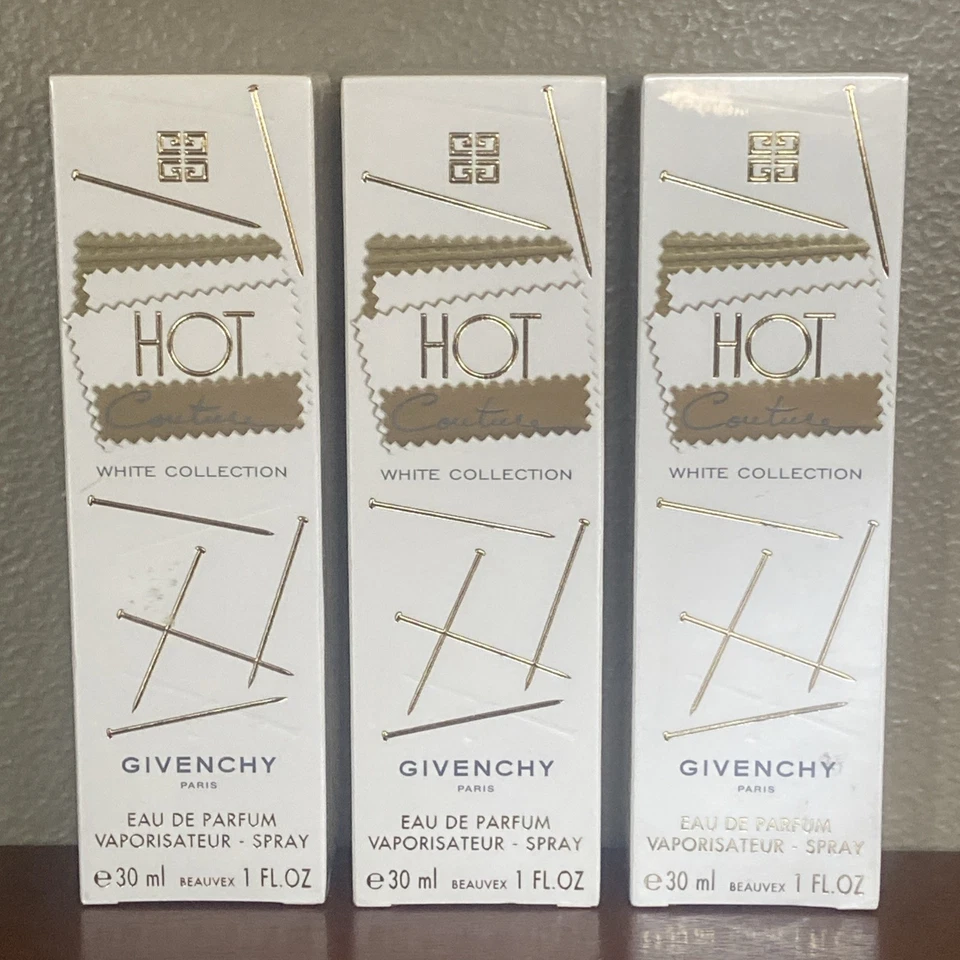 HOT
Couture
WHITE COLLECTION
GIVENCHY
PARIS
EAU DE PARFUM
VAPORISATEUR - SPRAY
℮30 ml BEAUVEX 1 FL.OZ
HOT
Couture
WHITE COLLECTION
GIVENCHY
PARIS
EAU DE PARFUM
VAPORISATEUR - SPRAY
℮30 ml BEAUVEX 1 FL.OZ
HOT
Couture
WHITE COLLECTION
GIVENCHY
PARIS
EAU DE PARFUM
VAPORISATEUR - SPRAY
℮30 ml BEAUVEX 1 FL.OZ